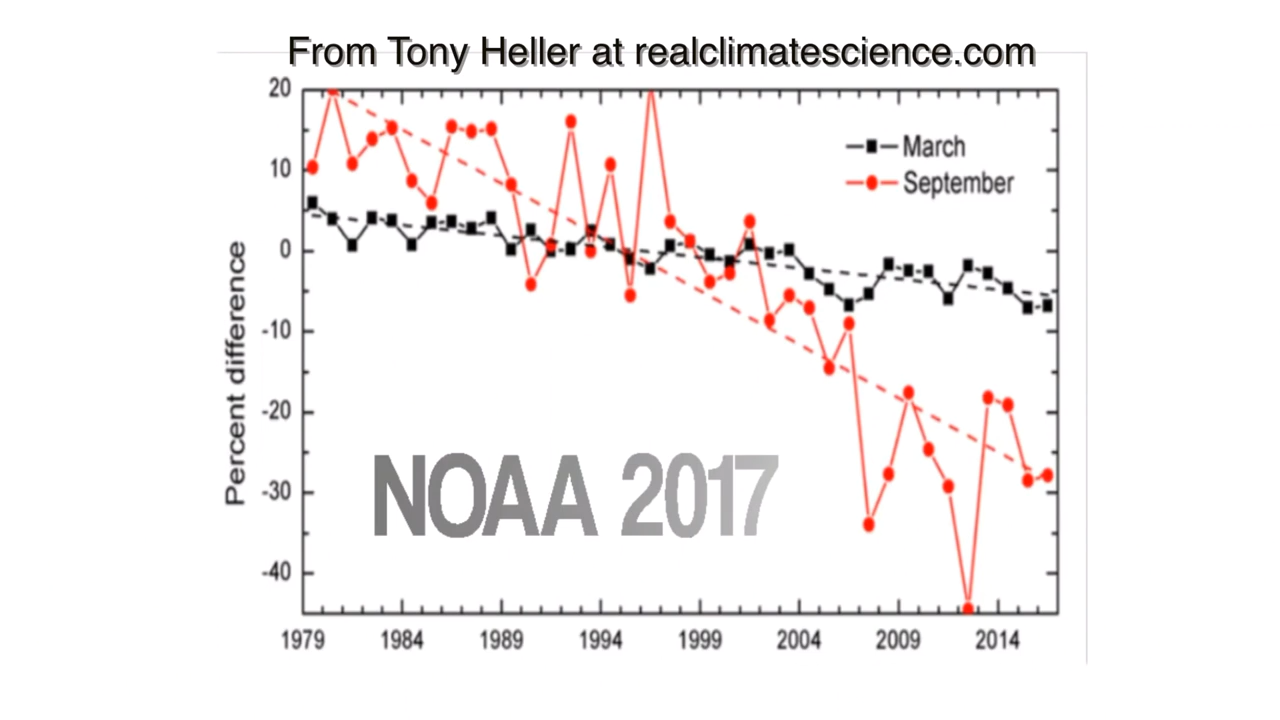 From Tony Heller at realclimatescience.com
20
10
0
-10
-20
-30
-40
Percent difference
March
September
NOAA 2017
1979 1984 1989 1994 1999 2004 2009 2014